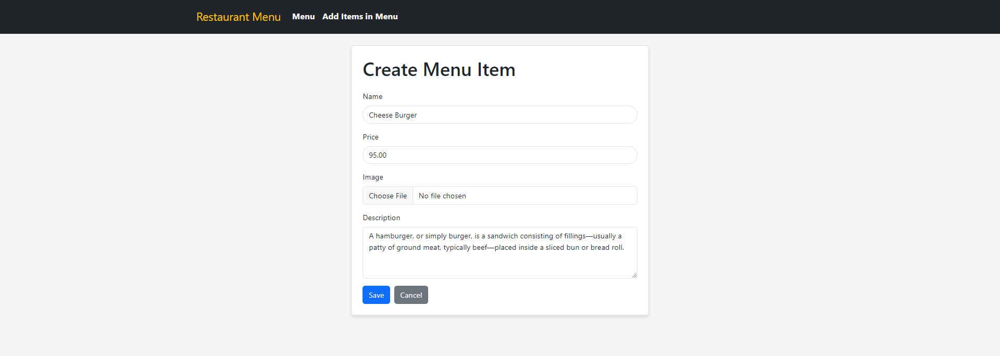 Restaurant Menu Menu Add Items in Menu
Create Menu Item
Name
Cheese Burger
Price
95.00
Image
Choose File No file chosen
Description
A hamburger, or simply burger, is a sandwich consisting of fillings—usually a
patty of ground meat, typically beef—placed inside a sliced bun or bread roll.
Save Cancel